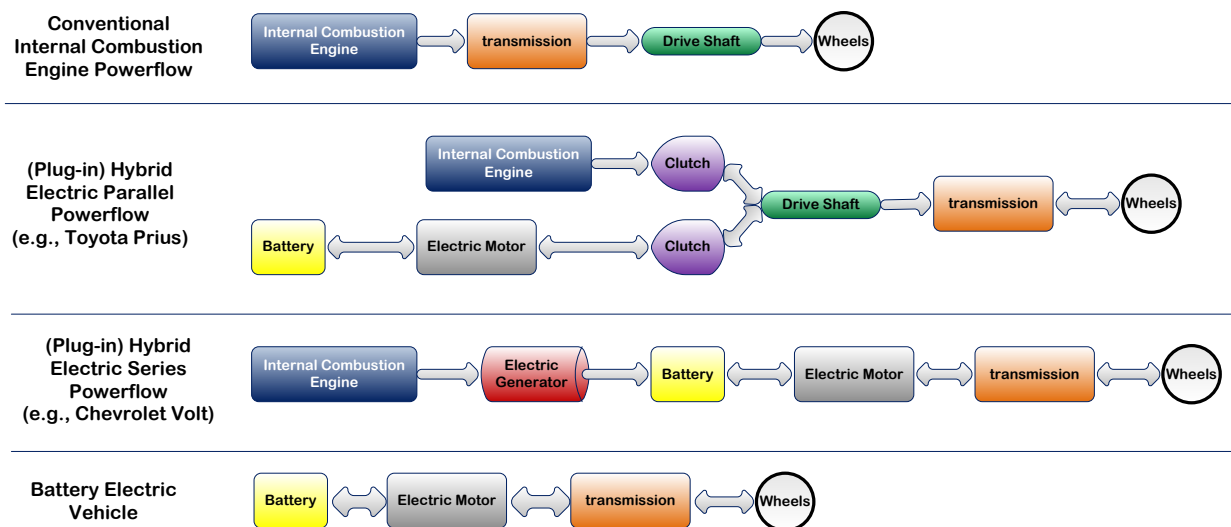 Conventional
Internal Combustion
Engine Powerflow
Internal Combustion
Engine
transmission
Drive Shaft
Wheels
(Plug-in) Hybrid
Electric Parallel
Powerflow
(e.g., Toyota Prius)
Internal Combustion
Engine
Clutch
Battery
Electric Motor
Clutch
Drive Shaft
transmission
Wheels
(Plug-in) Hybrid
Electric Series
Powerflow
(e.g., Chevrolet Volt)
Internal Combustion
Engine
Electric
Generator
Battery
Electric Motor
transmission
Wheels
Battery Electric
Vehicle
Battery
Electric Motor
transmission
Wheels